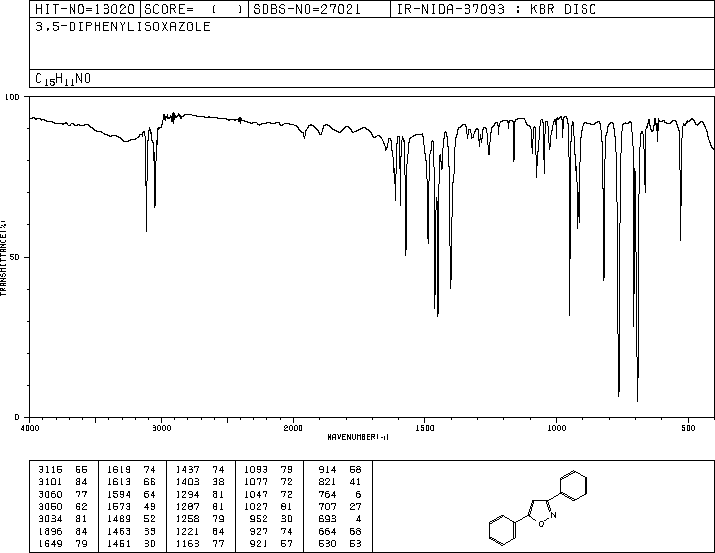 HIT-NO=13020 SCORE= ( ) SDBS-NO=27021 IR-NIDA-37093 : KBR DISC
3,5-DIPHENYLISOXAZOLE
C15H11NO
100
TRANSMITTANCE(%)
50
0
4000 3000 2000 1500 1000 500
WAVENUMBER(-1)
3115 55 1619 74 1437 74 1093 79 914 58
3101 84 1613 66 1403 38 1077 72 821 41
3060 77 1594 64 1294 81 1047 72 764 6
3050 62 1573 49 1287 81 1027 81 707 27
3034 81 1489 52 1258 79 952 30 693 4
1896 84 1463 33 1221 84 927 74 664 68
1649 79 1451 30 1163 77 921 57 530 53
N
O